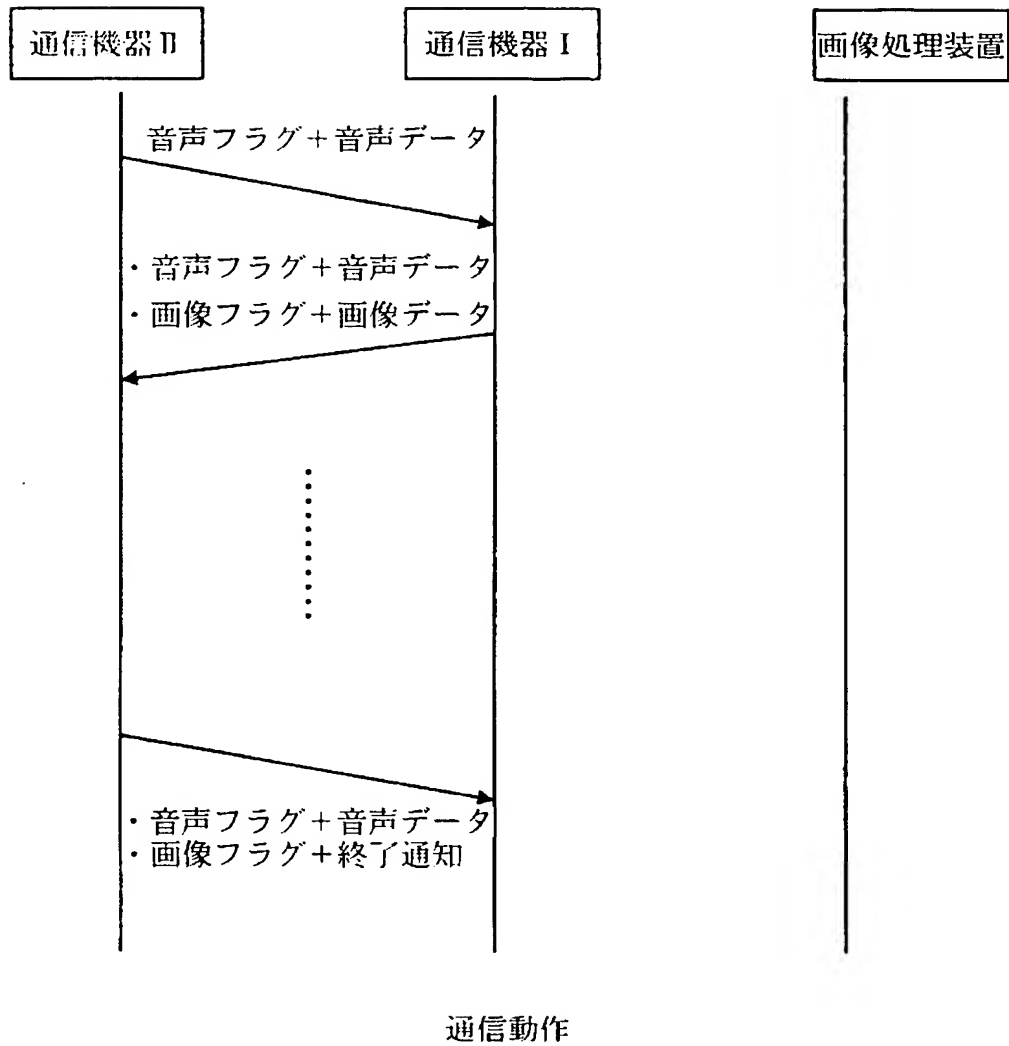 通信機器Ⅱ
通信機器Ⅰ
画像処理装置
音声フラグ+音声データ
・音声フラグ+音声データ
・画像フラグ+画像データ
・音声フラグ+音声データ
・画像フラグ+終了通知
通信動作